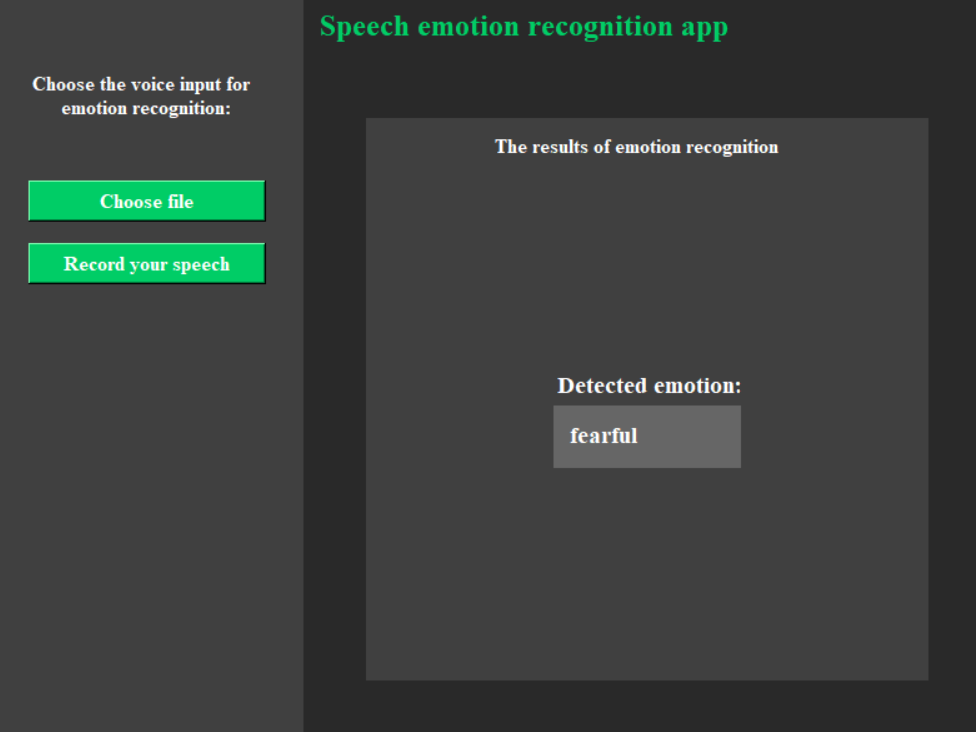 Speech emotion recognition app
Choose the voice input for
emotion recognition:
Choose file
Record your speech
The results of emotion recognition
Detected emotion:
fearful